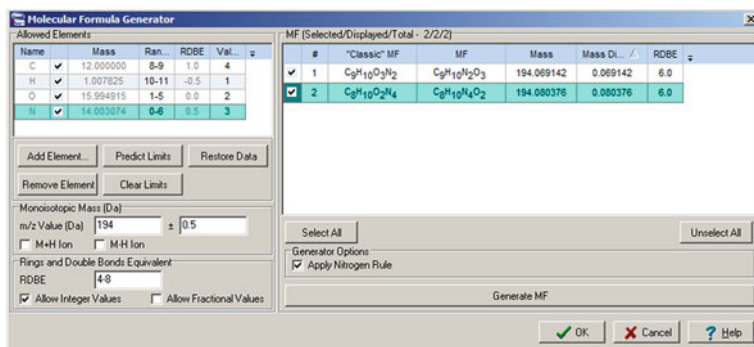 Molecular Formula Generator
Allowed Elements
Name Mass Ran... RDBE Val...
C 12.000000 8-9 1.0 4
H 1.007825 10-11 -0.5 1
O 15.994915 1-5 0.0 2
N 14.003074 0-6 0.5 3
Add Element... Predict Limits Restore Data
Remove Element Clear Limits
Monoisotopic Mass (Da)
m/z Value (Da) 194 ± 0.5
M+H Ion M-H Ion
Rings and Double Bonds Equivalent
RDBE 4-8
Allow Integer Values Allow Fractional Values
MF (Selected/Displayed/Total - 2/2/2)
# "Classic" MF MF Mass Mass Di... RDBE
1 C₉H₁₀O₃N₂ C₉H₁₀N₂O₃ 194.069142 0.069142 6.0
2 C₈H₁₀O₂N₄ C₈H₁₀N₄O₂ 194.080376 0.080376 6.0
Select All Unselect All
Generator Options
Apply Nitrogen Rule
Generate MF
OK Cancel ? Help